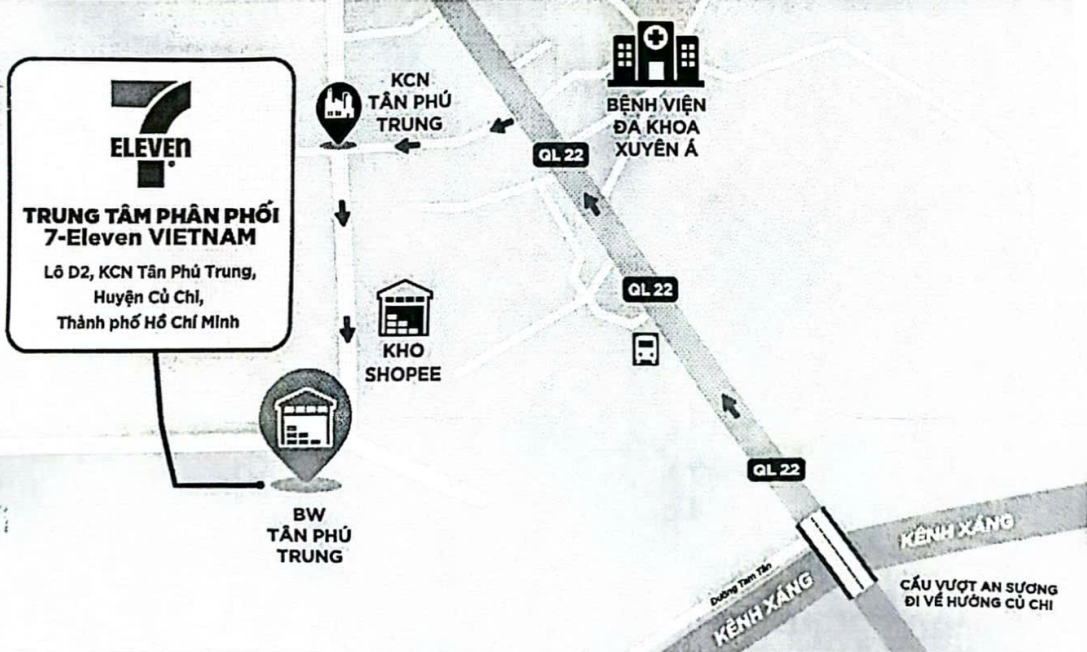 7
ELEVEN
TRUNG TÂM PHÂN PHỐI
7-Eleven VIETNAM
Lô D2, KCN Tân Phú Trung,
Huyện Củ Chi,
Thành phố Hồ Chí Minh
KCN
TÂN PHÚ
TRUNG
BỆNH VIỆN
ĐA KHOA
XUYÊN Á
QL 22
QL 22
KHO
SHOPEE
QL 22
BW
TÂN PHÚ
TRUNG
KÊNH XÁNG
Đường Tam Tân
KÊNH XÁNG
CẦU VƯỢT AN SƯƠNG
ĐI VỀ HƯỚNG CỦ CHI